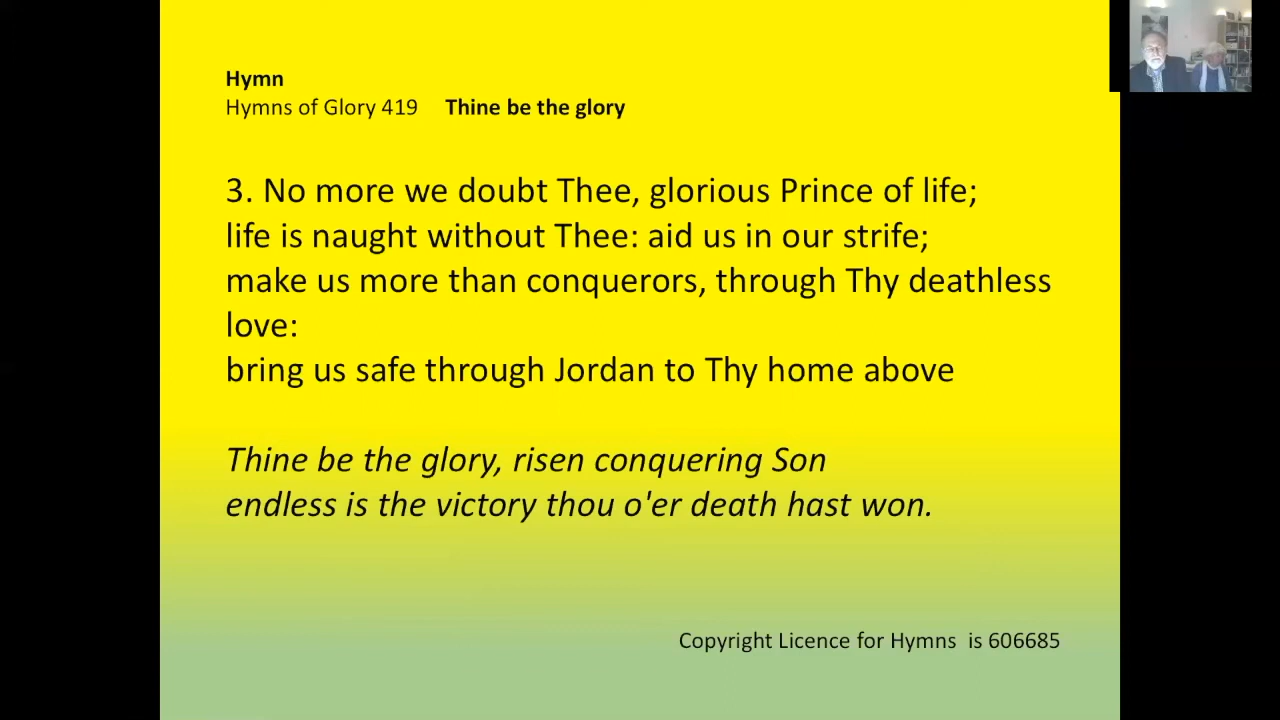 Hymn
Hymns of Glory 419 Thine be the glory
3. No more we doubt Thee, glorious Prince of life;
life is naught without Thee: aid us in our strife;
make us more than conquerors, through Thy deathless
love:
bring us safe through Jordan to Thy home above
Thine be the glory, risen conquering Son
endless is the victory thou o'er death hast won.
Copyright Licence for Hymns is 606685